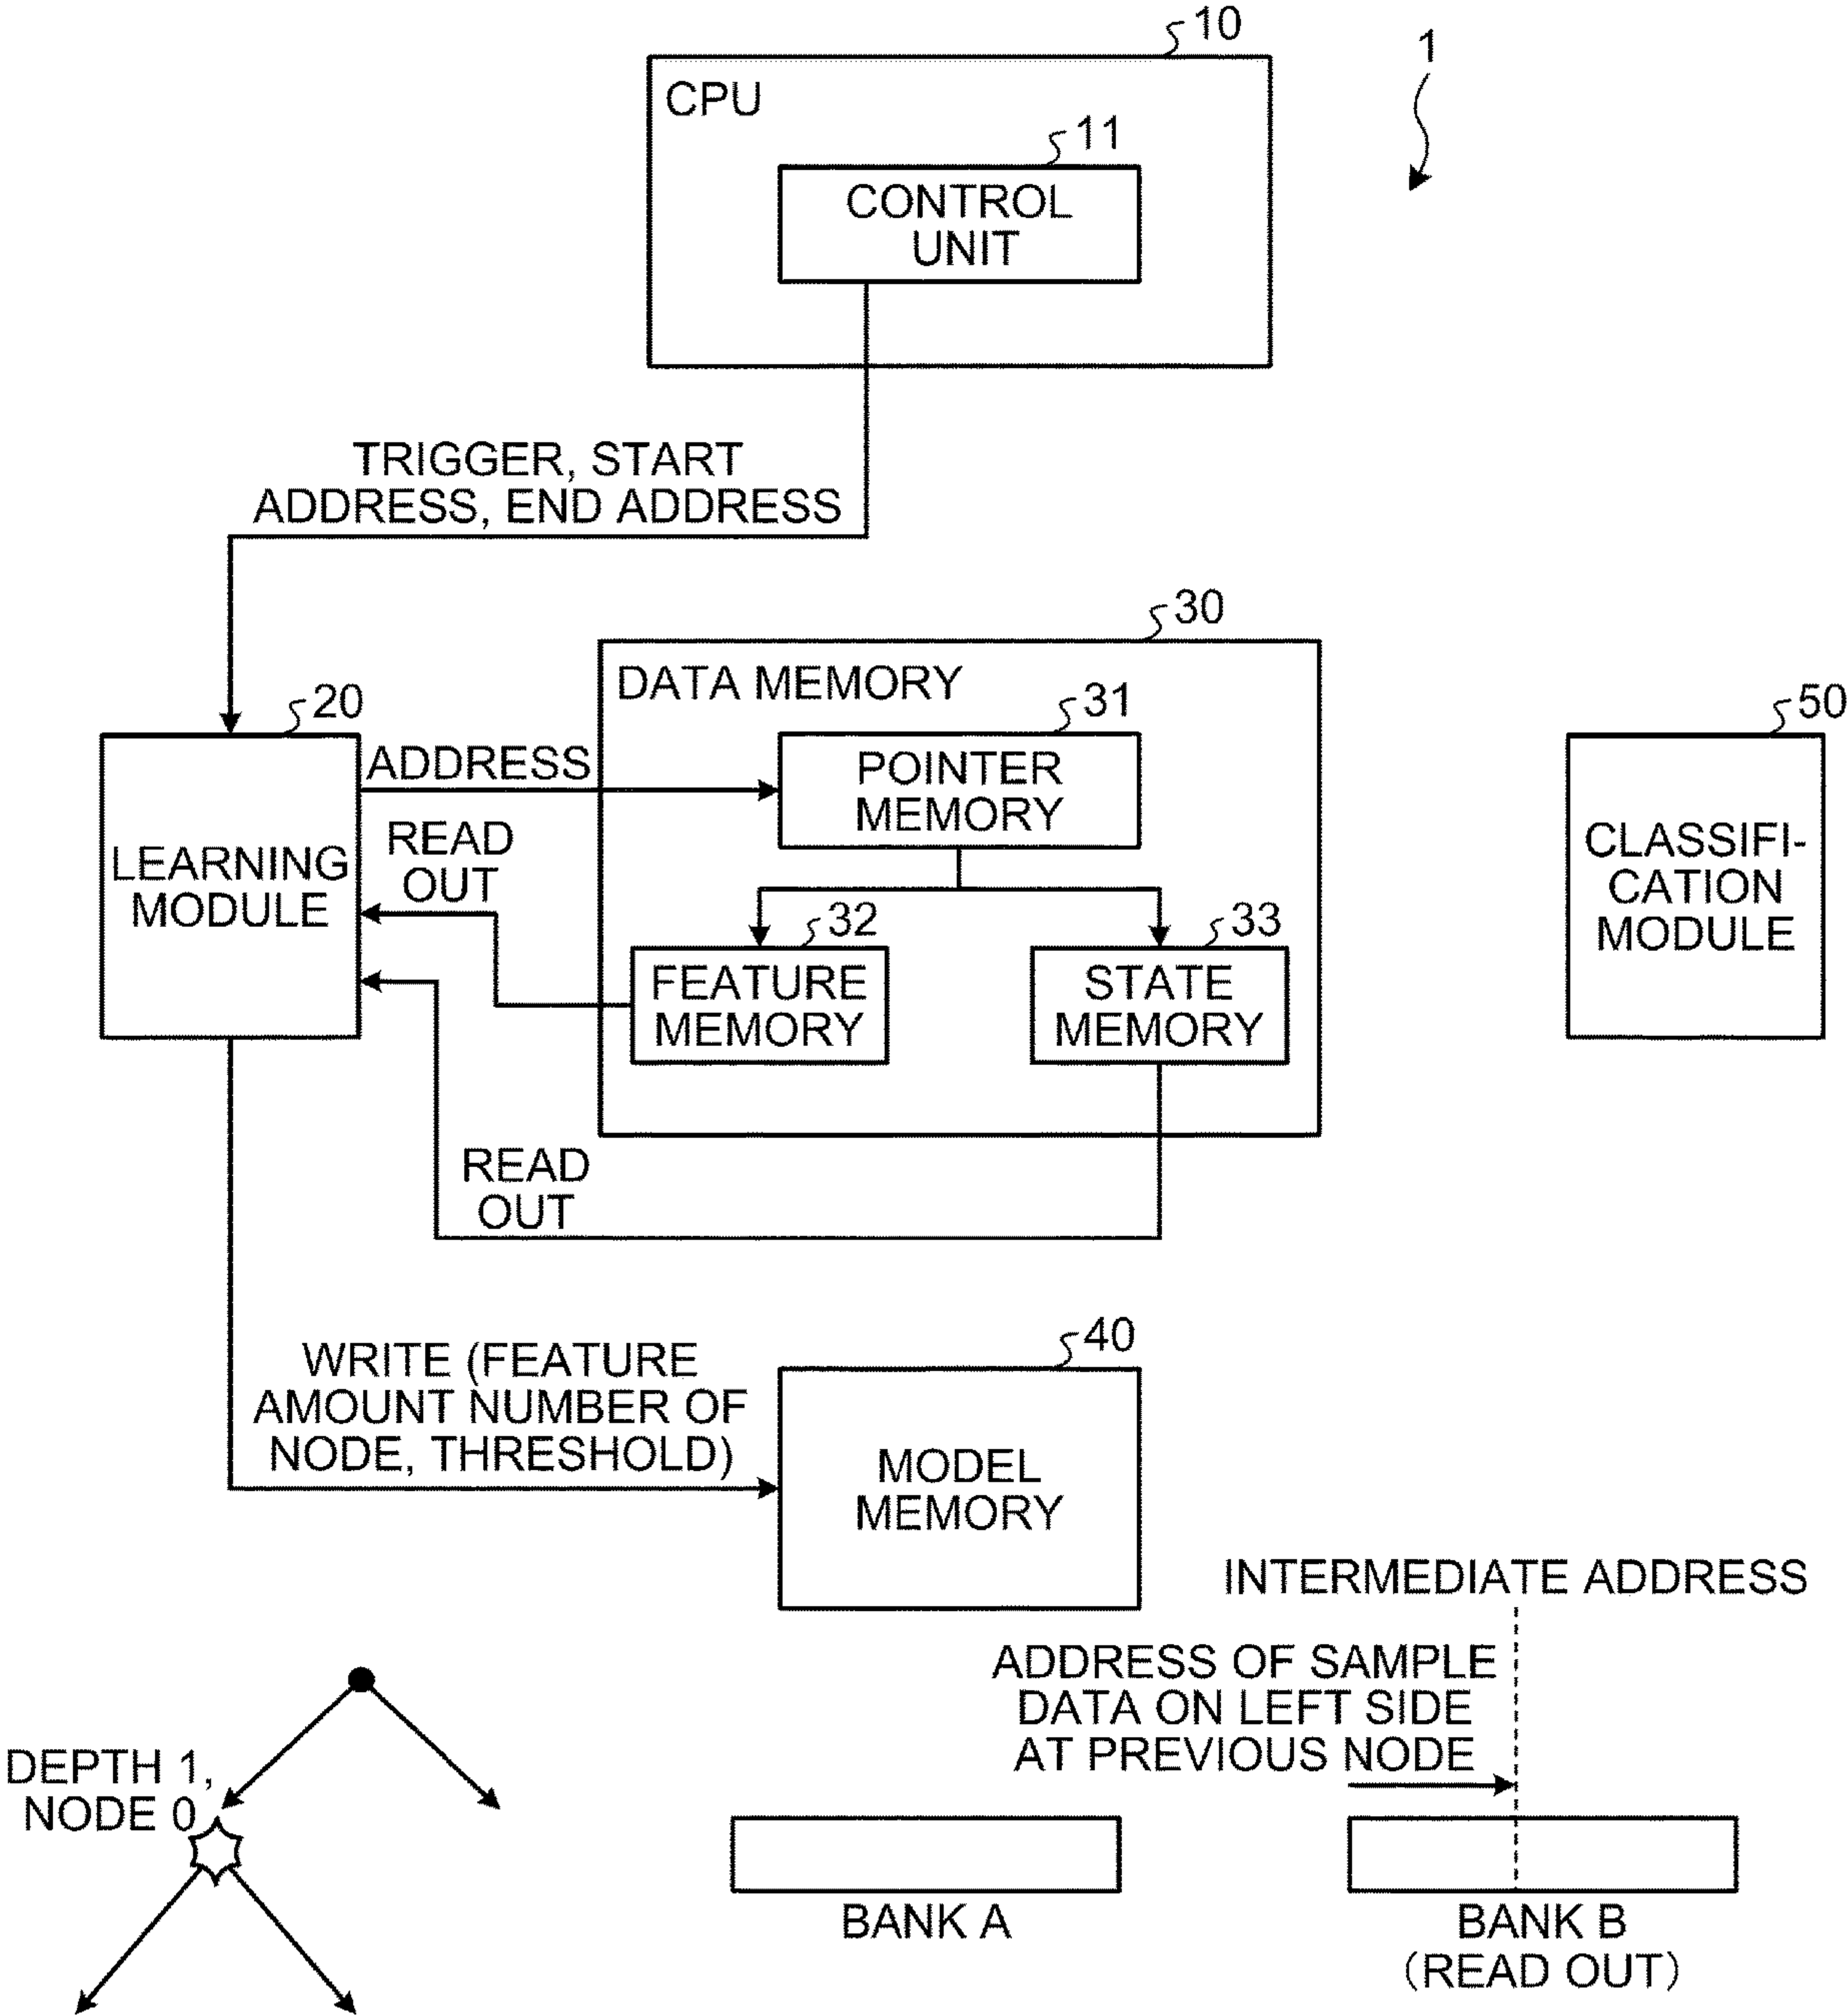 10
1
CPU
11
CONTROL
UNIT
TRIGGER, START
ADDRESS, END ADDRESS
30
DATA MEMORY
20
31
50
ADDRESS
POINTER
MEMORY
READ
OUT
LEARNING
MODULE
CLASSIFI-
CATION
MODULE
32
33
FEATURE
MEMORY
STATE
MEMORY
READ
OUT
40
WRITE (FEATURE
AMOUNT NUMBER OF
NODE, THRESHOLD)
MODEL
MEMORY
INTERMEDIATE ADDRESS
ADDRESS OF SAMPLE
DATA ON LEFT SIDE
AT PREVIOUS NODE
DEPTH 1,
NODE 0
BANK A
BANK B
(READ OUT)